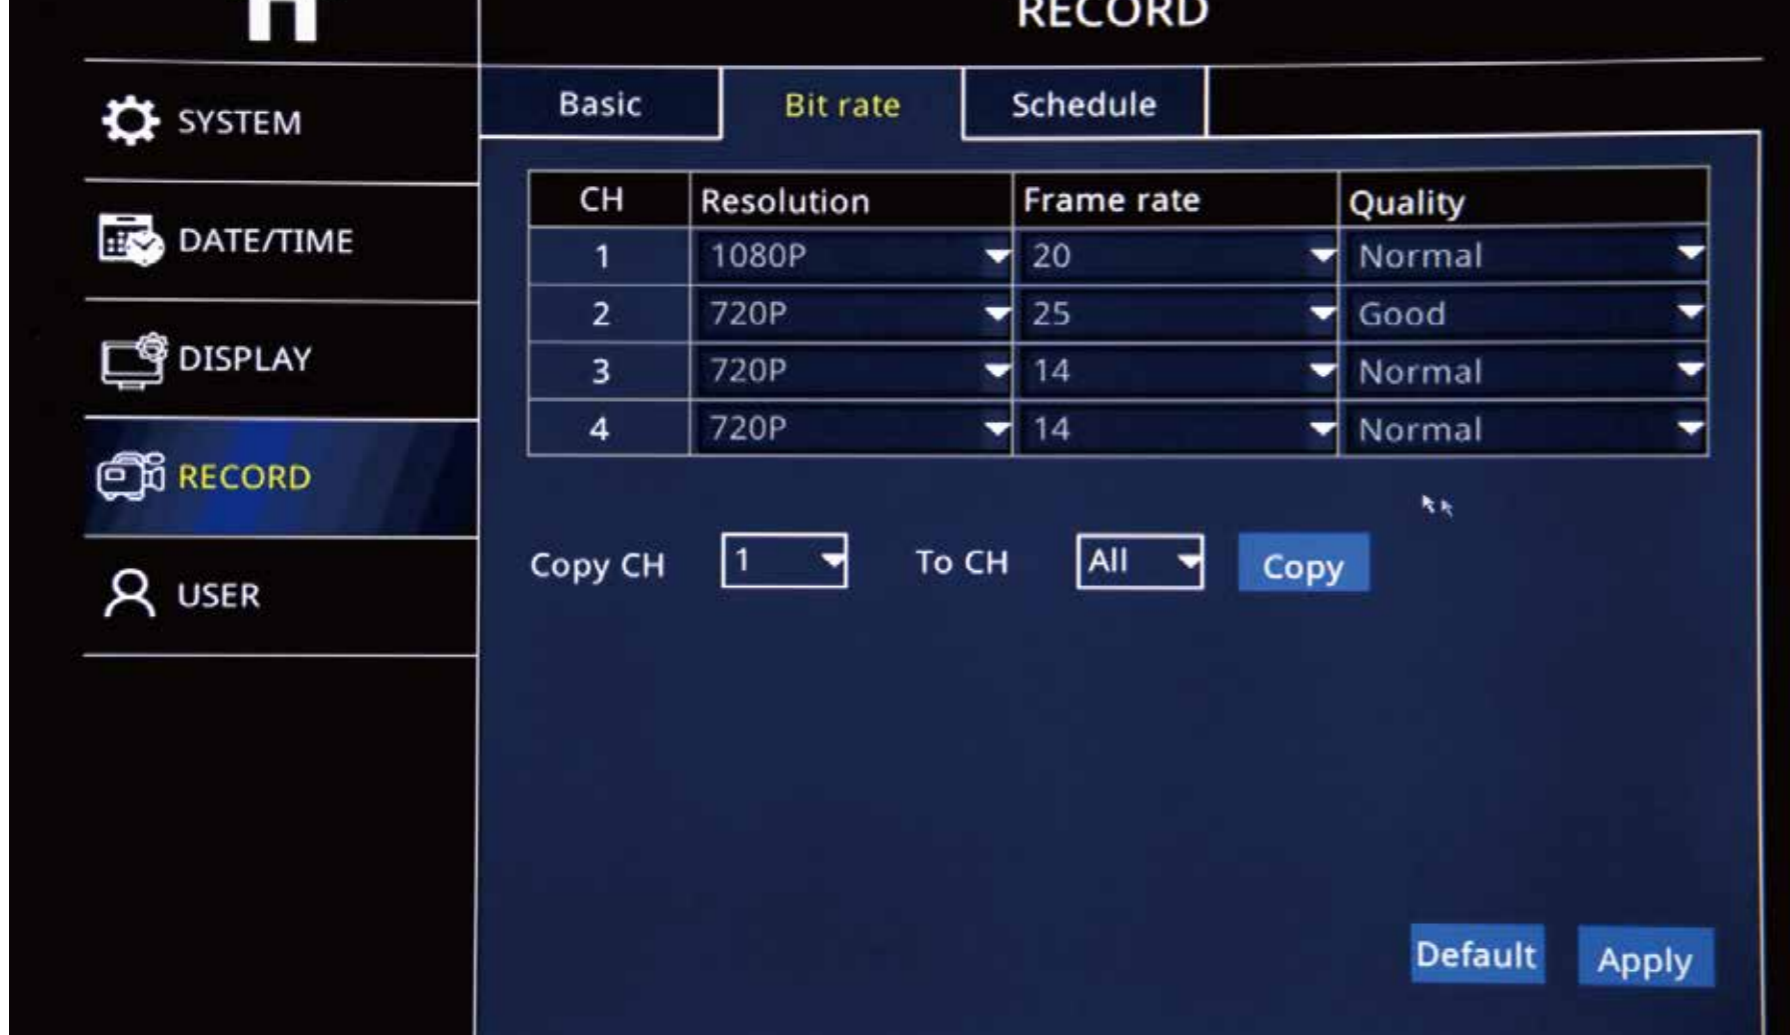 RECORD
SYSTEM
Basic Bit rate Schedule
CH Resolution Frame rate Quality
DATE/TIME
1 1080P 20 Normal
2 720P 25 Good
DISPLAY
3 720P 14 Normal
4 720P 14 Normal
RECORD
Copy CH 1 To CH All Copy
USER
Default Apply